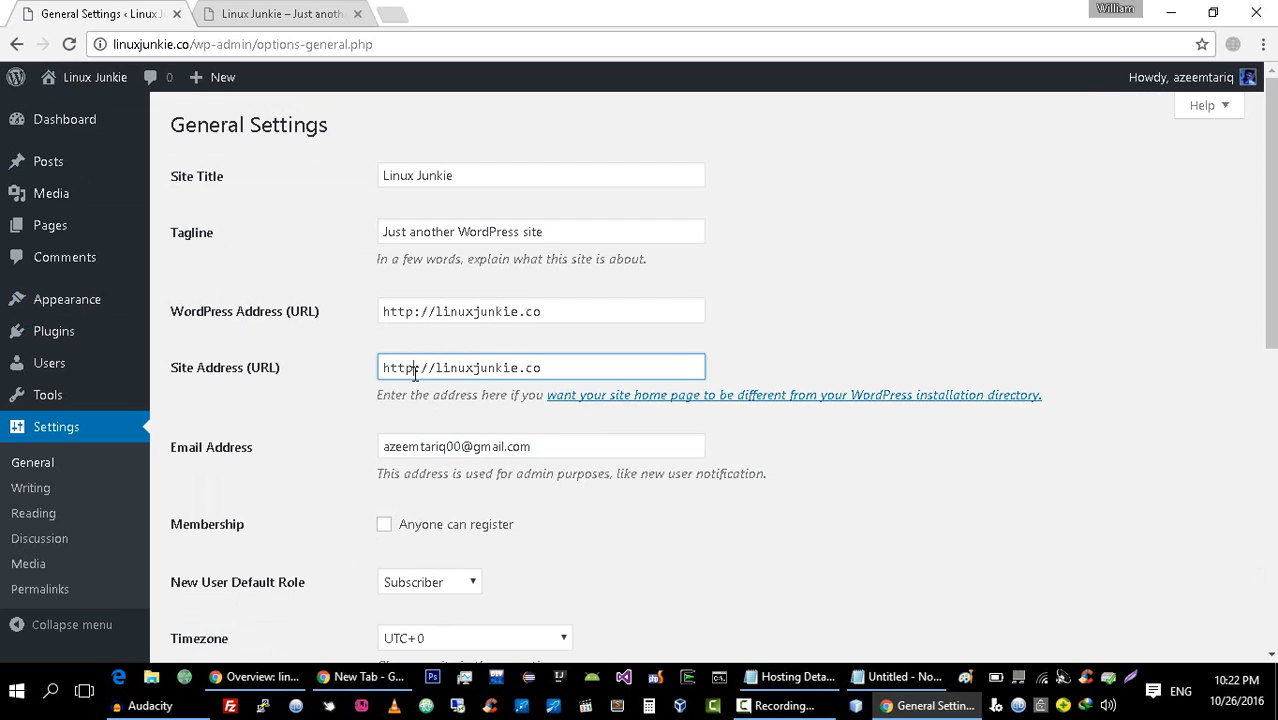 General Settings ‹ Linux J
Linux Junkie – Just anoth
William
linuxjunkie.co/wp-admin/options-general.php
Linux Junkie
0
New
Howdy, azeemtariq
Help
Dashboard
Posts
Media
Pages
Comments
Appearance
Plugins
Users
Tools
Settings
General
Writing
Reading
Discussion
Media
Permalinks
Collapse menu
General Settings
Site Title
Linux Junkie
Tagline
Just another WordPress site
In a few words, explain what this site is about.
WordPress Address (URL)
http://linuxjunkie.co
Site Address (URL)
http://linuxjunkie.co
Enter the address here if you want your site home page to be different from your WordPress installation directory.
Email Address
azeemtariq00@gmail.com
This address is used for admin purposes, like new user notification.
Membership
Anyone can register
New User Default Role
Subscriber
Timezone
UTC+0
Overview: lin...
New Tab - G...
Hosting Deta...
Untitled - No...
Audacity
Recording...
General Settin...
ENG
10:22 PM
10/26/2016